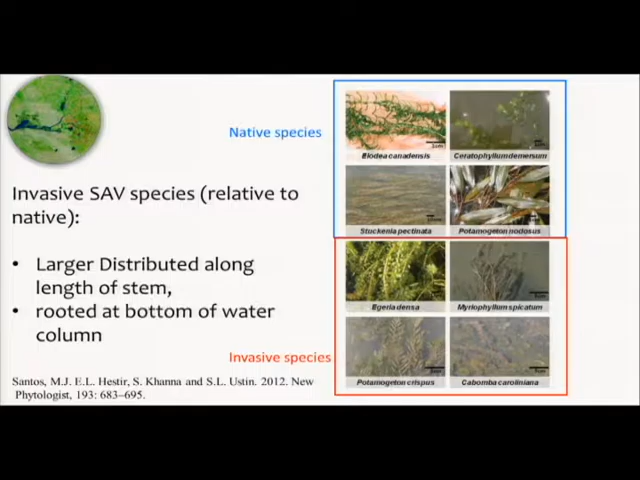 Native species
Elodea canadensis
Ceratophyllum demersum
Invasive SAV species (relative to
native):
Stuckenia pectinata
Potamogeton nodosus
• Larger Distributed along
length of stem,
• rooted at bottom of water
column
Egeria densa
Myriophyllum spicatum
Invasive species
Potamogeton crispus
Cabomba caroliniana
Santos, M.J. E.L. Hestir, S. Khanna and S.L. Ustin. 2012. New
Phytologist, 193: 683–695.